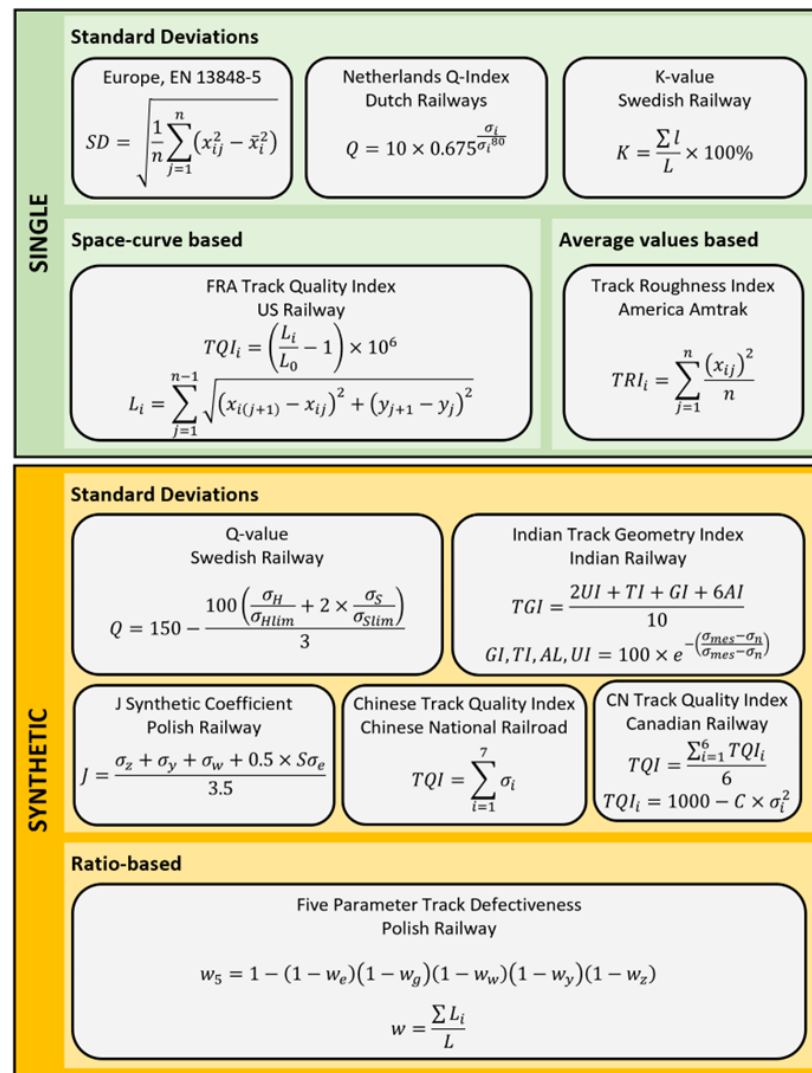 SINGLE
Standard Deviations
Europe, EN 13848-5
SD = √(1/n ∑_{j=1}^{n} (x_{ij}^2 − x̄_i^2))
Netherlands Q-Index
Dutch Railways
Q = 10 × 0.675^{σ_i/σ_i^{80}}
K-value
Swedish Railway
K = ∑l/L × 100%
Space-curve based
FRA Track Quality Index
US Railway
TQI_i = (L_i/L_0 − 1) × 10^6
L_i = ∑_{j=1}^{n−1} √((x_{i(j+1)} − x_{ij})^2 + (y_{j+1} − y_j)^2)
Average values based
Track Roughness Index
America Amtrak
TRI_i = ∑_{j=1}^{n} (x_{ij})^2/n
SYNTHETIC
Standard Deviations
Q-value
Swedish Railway
Q = 150 − 100(σ_H/σ_{Hlim} + 2 × σ_S/σ_{Slim})/3
Indian Track Geometry Index
Indian Railway
TGI = (2UI + TI + GI + 6AI)/10
GI, TI, AL, UI = 100 × e^{−((σ_{mes}−σ_n)/(σ_{mes}−σ_n))}
J Synthetic Coefficient
Polish Railway
J = (σ_z + σ_y + σ_w + 0.5 × Sσ_e)/3.5
Chinese Track Quality Index
Chinese National Railroad
TQI = ∑_{i=1}^{7} σ_i
CN Track Quality Index
Canadian Railway
TQI = ∑_{i=1}^{6} TQI_i/6
TQI_i = 1000 − C × σ_i^2
Ratio-based
Five Parameter Track Defectiveness
Polish Railway
w_5 = 1 − (1 − w_e)(1 − w_g)(1 − w_w)(1 − w_y)(1 − w_z)
w = ∑L_i/L